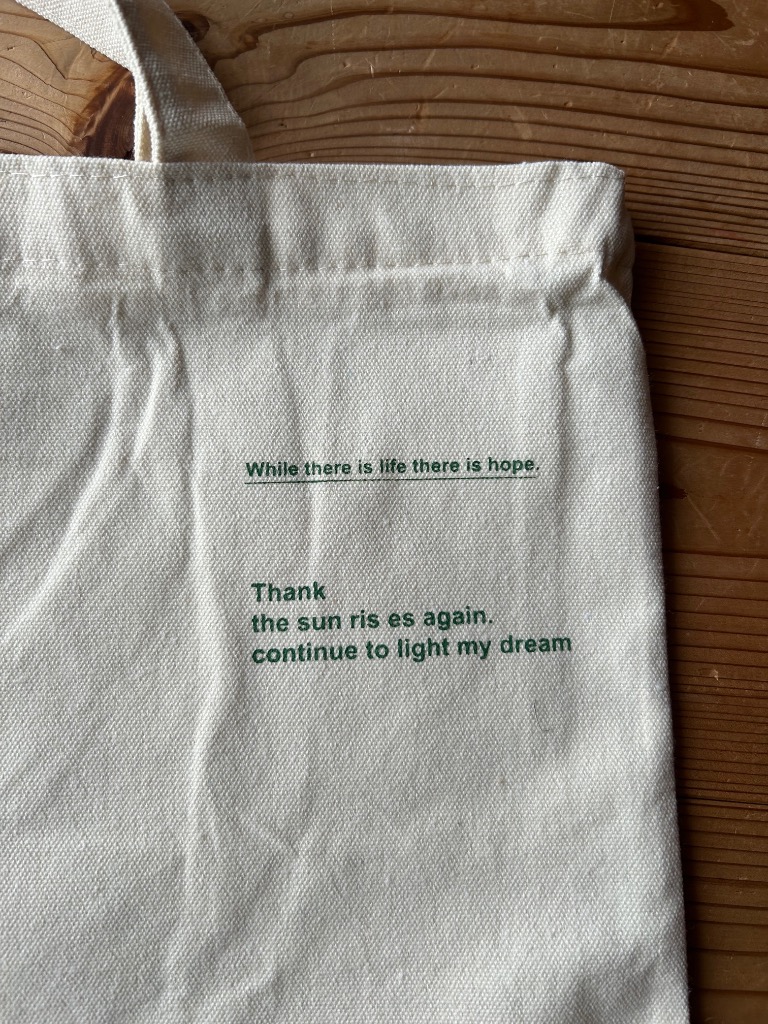 While there is life there is hope.
Thank
the sun ris es again.
continue to light my dream